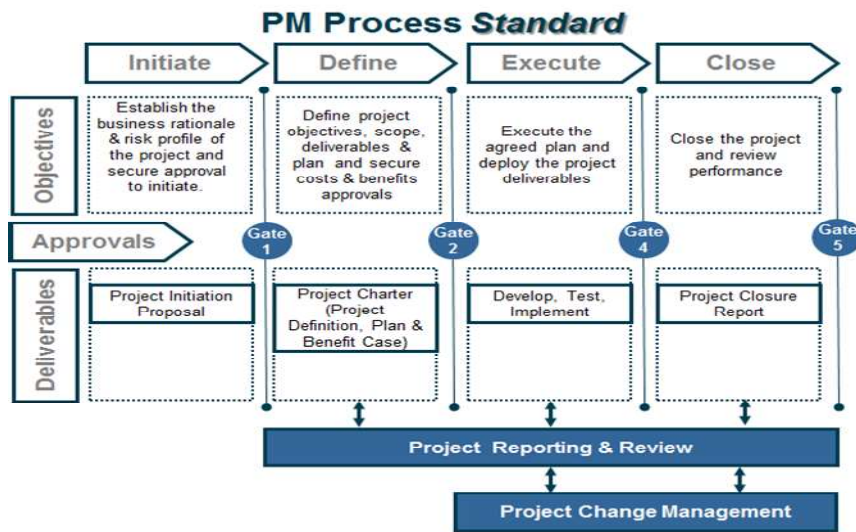 PM Process Standard
Initiate
Define
Execute
Close
Objectives
Establish the
business rationale
& risk profile of
the project and
secure approval
to initiate.
Define project
objectives, scope,
deliverables &
plan and secure
costs & benefits
approvals
Execute the
agreed plan and
deploy the project
deliverables
Close the project
and review
performance
Approvals
Gate
1
Gate
2
Gate
4
Gate
5
Deliverables
Project Initiation
Proposal
Project Charter
(Project
Definition, Plan &
Benefit Case)
Develop, Test,
Implement
Project Closure
Report
Project Reporting & Review
Project Change Management